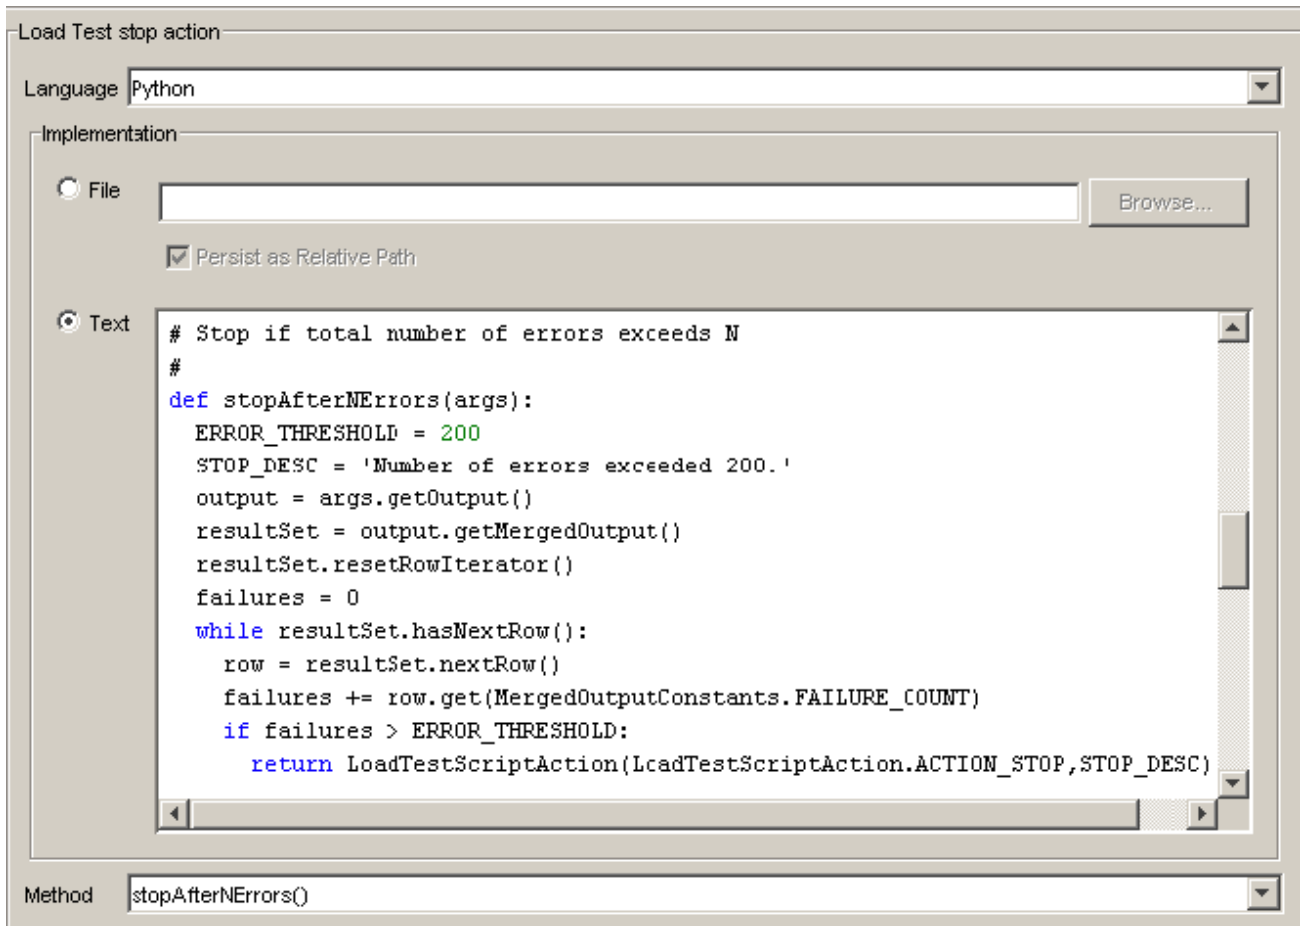 Load Test stop action
Language Python
Implementation
File
Browse...
Persist as Relative Path
Text
# Stop if total number of errors exceeds N
#
def stopAfterNErrors(args):
  ERROR_THRESHOLD = 200
  STOP_DESC = 'Number of errors exceeded 200.'
  output = args.getOutput()
  resultSet = output.getMergedOutput()
  resultSet.resetRowIterator()
  failures = 0
  while resultSet.hasNextRow():
    row = resultSet.nextRow()
    failures += row.get(MergedOutputConstants.FAILURE_COUNT)
    if failures > ERROR_THRESHOLD:
      return LoadTestScriptAction(LoadTestScriptAction.ACTION_STOP,STOP_DESC)
Method stopAfterNErrors()